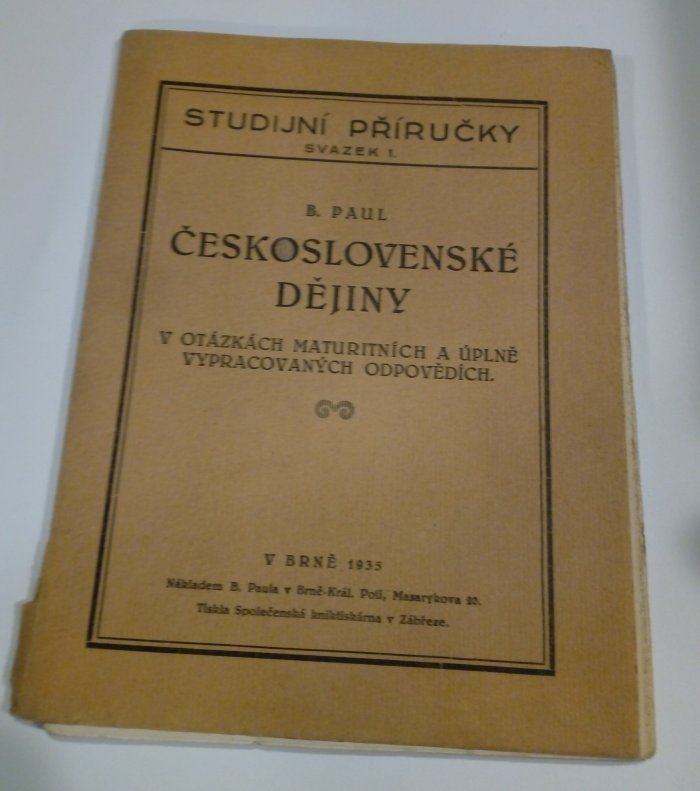 STUDIJNÍ PŘÍRUČKY
SVAZEK 1.
B. PAUL
ČESKOSLOVENSKÉ
DĚJINY
V OTÁZKÁCH MATURITNÍCH A ÚPLNĚ
VYPRACOVANÝCH ODPOVĚDÍCH.
V BRNĚ 1935
Nákladem B. Paula v Brně-Král. Poli, Masarykova 20.
Tiskla Společenská knihtiskárna v Zábřeze.